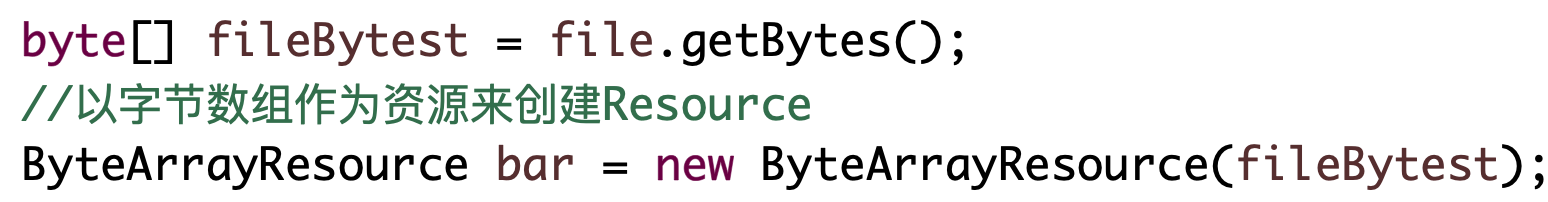 byte[] fileBytest = file.getBytes();
//以字节数组作为资源来创建Resource
ByteArrayResource bar = new ByteArrayResource(fileBytest);